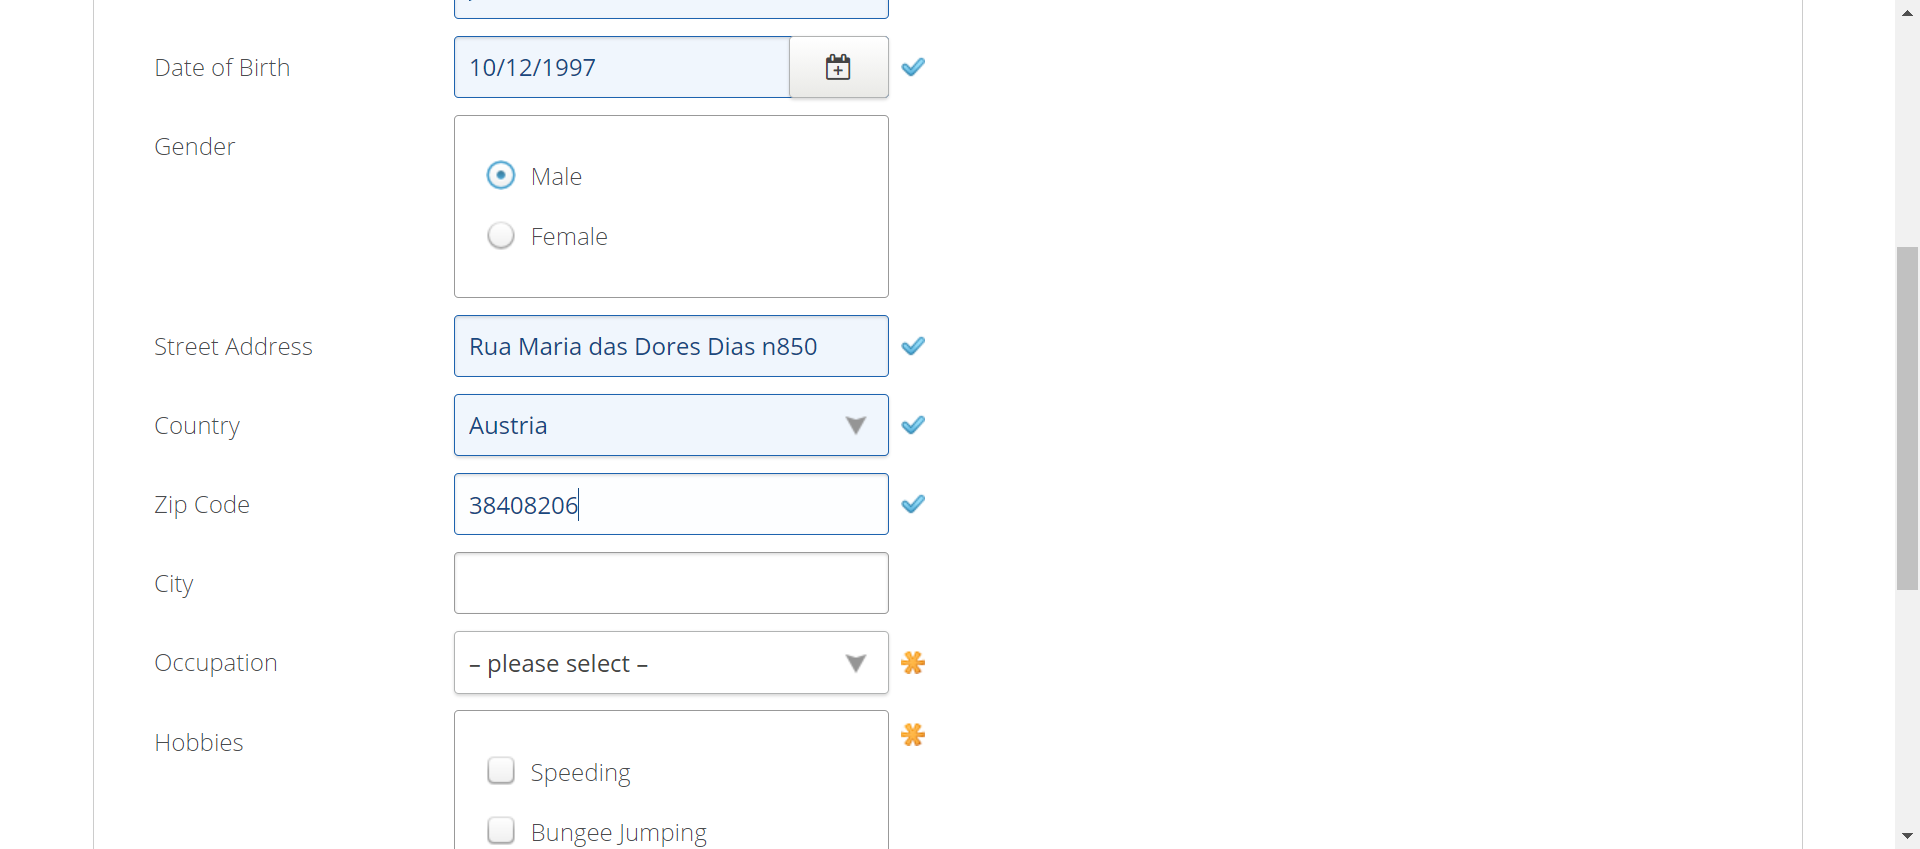 Date of Birth 10/12/1997
Gender
Male
Female
Street Address Rua Maria das Dores Dias n850
Country Austria
Zip Code 38408206
City
Occupation – please select –
Hobbies
Speeding
Bungee Jumping